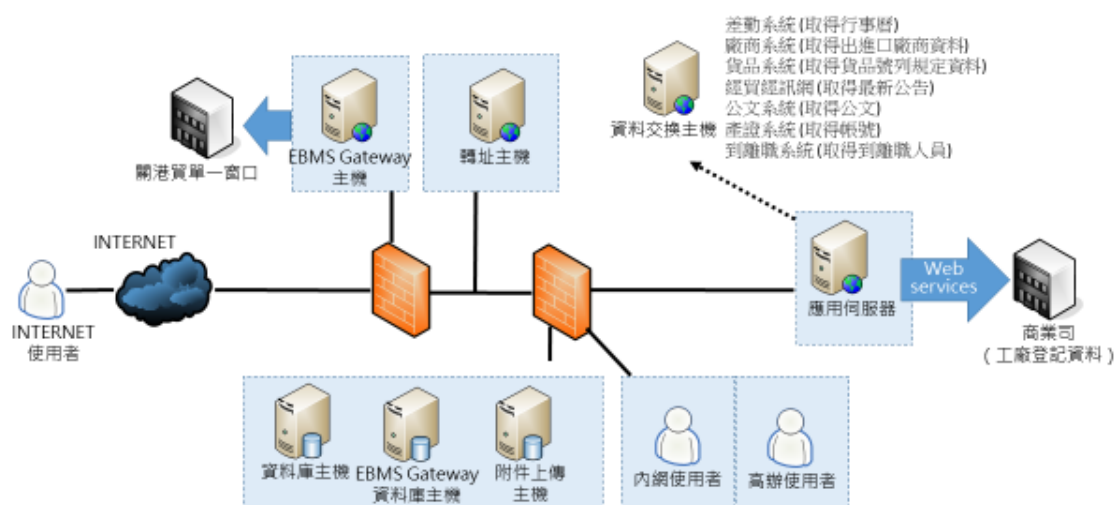 差勤系統(取得行事曆)
廠商系統(取得出進口廠商資料)
貨品系統(取得貨品號列規定資料)
經貿經訊網(取得最新公告)
公文系統(取得公文)
產證系統(取得帳號)
到離職系統(取得到離職人員)
資料交換主機
EBMS Gateway
主機
轉址主機
關港貿單一窗口
INTERNET
INTERNET
使用者
應用伺服器
Web
services
商業司
(工廠登記資料)
資料庫主機
EBMS Gateway
資料庫主機
附件上傳
主機
內網使用者
高辦使用者